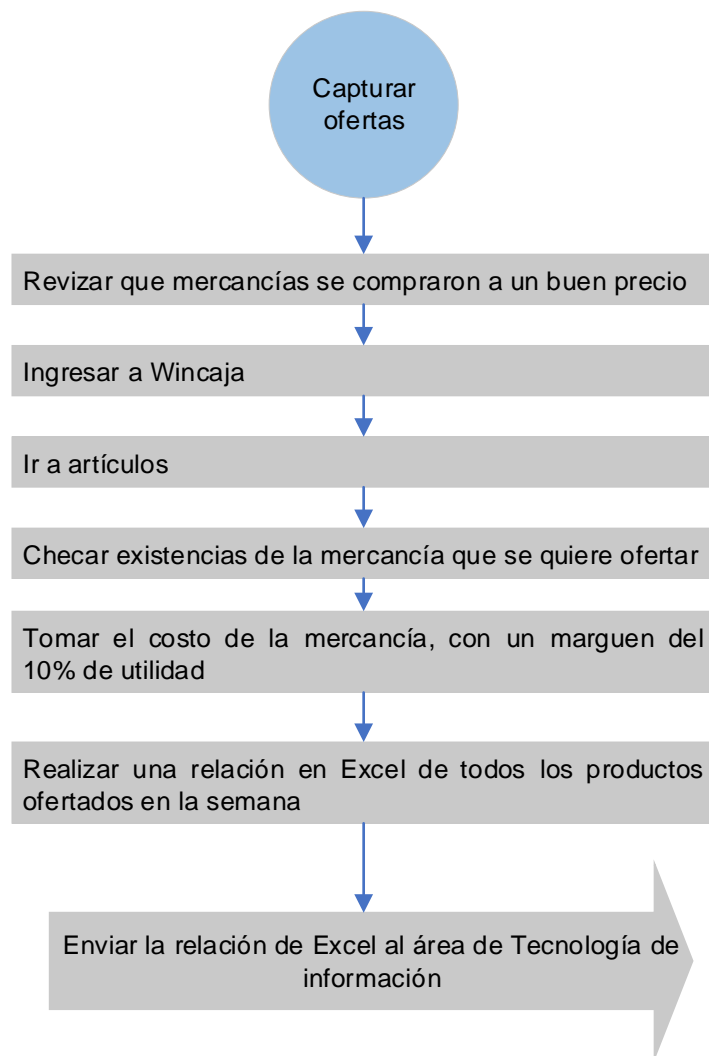 Capturar
ofertas
Revizar que mercancías se compraron a un buen precio
Ingresar a Wincaja
Ir a artículos
Checar existencias de la mercancía que se quiere ofertar
Tomar el costo de la mercancía, con un marguen del
10% de utilidad
Realizar una relación en Excel de todos los productos
ofertados en la semana
Enviar la relación de Excel al área de Tecnología de
información